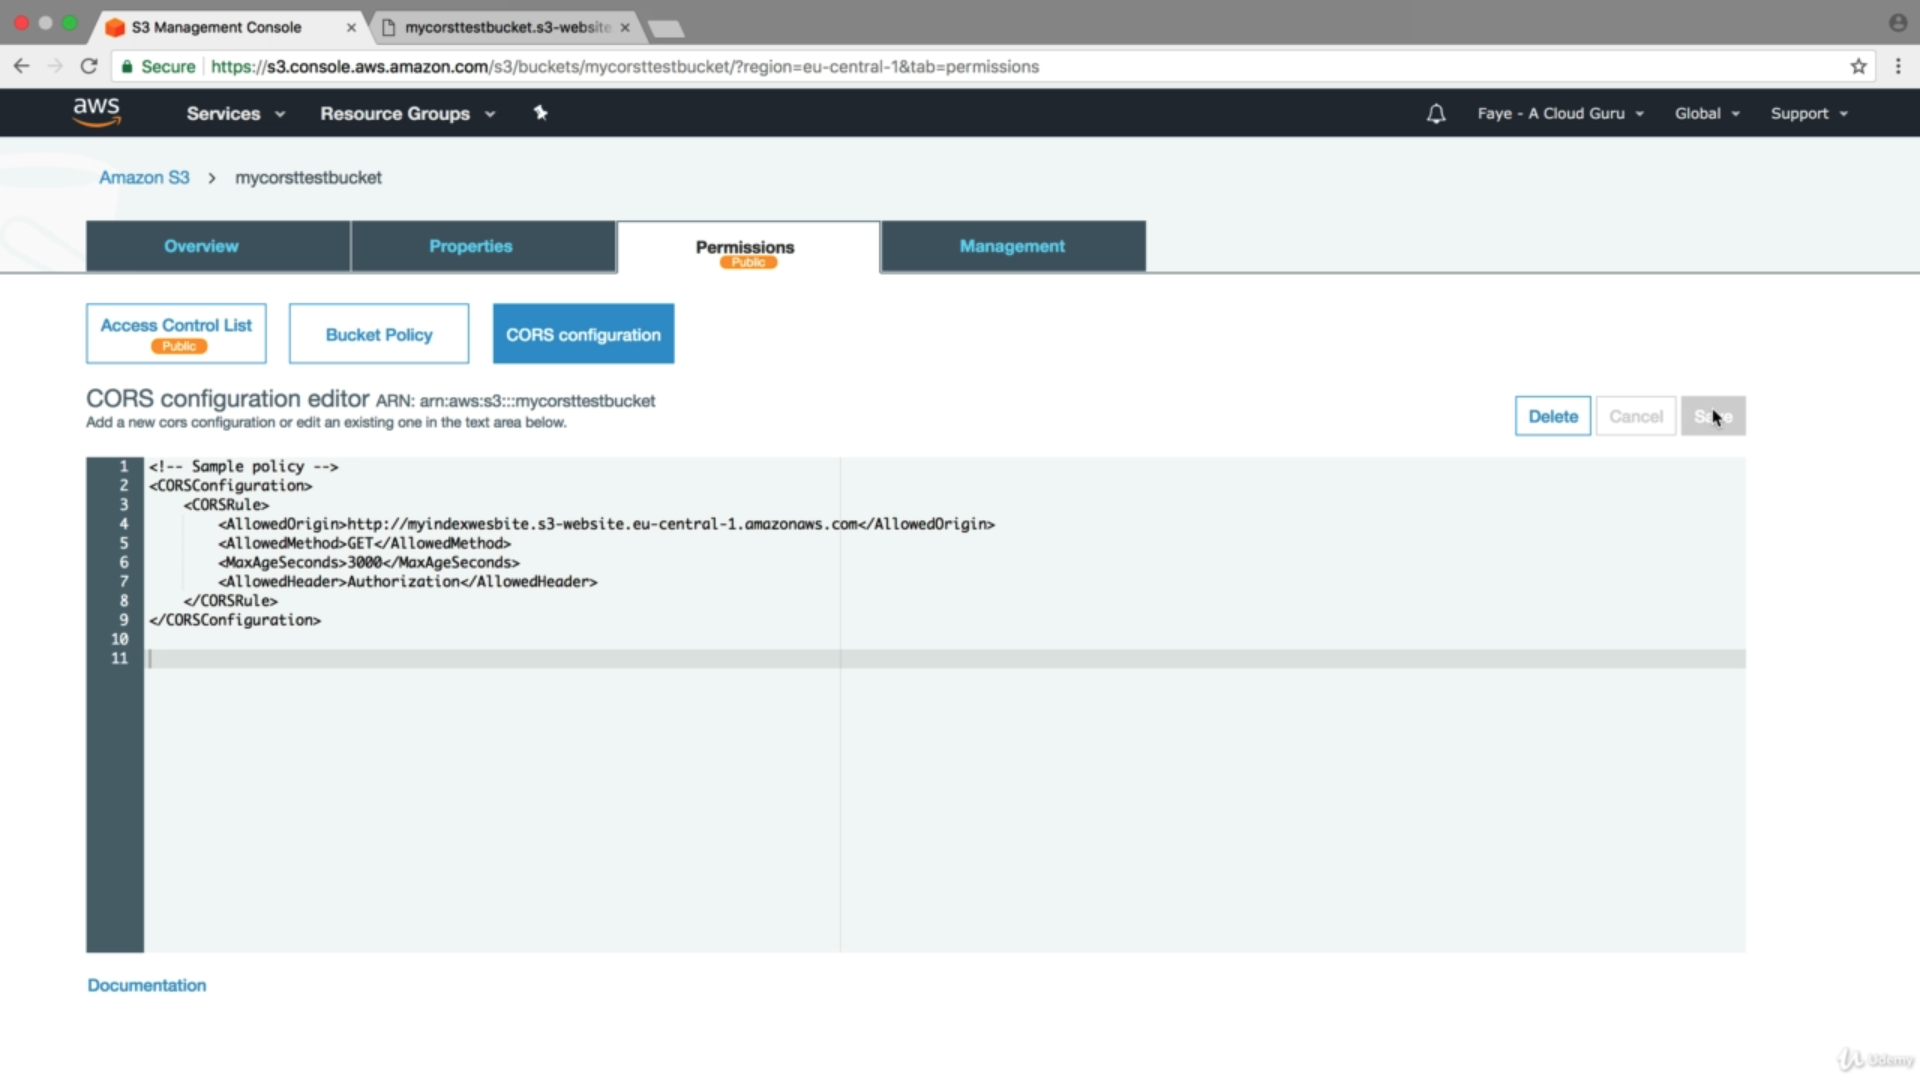 S3 Management Console
mycorsttestbucket.s3-website
Secure https://s3.console.aws.amazon.com/s3/buckets/mycorsttestbucket/?region=eu-central-1&tab=permissions
aws Services Resource Groups Faye - A Cloud Guru Global Support
Amazon S3 > mycorsttestbucket
Overview Properties Permissions Management
Public
Access Control List Bucket Policy CORS configuration
Public
CORS configuration editor ARN: arn:aws:s3:::mycorsttestbucket
Add a new cors configuration or edit an existing one in the text area below.
Delete Cancel Save
1 <!-- Sample policy -->
2 <CORSConfiguration>
3 <CORSRule>
4 <AllowedOrigin>http://myindexwesbite.s3-website.eu-central-1.amazonaws.com</AllowedOrigin>
5 <AllowedMethod>GET</AllowedMethod>
6 <MaxAgeSeconds>3000</MaxAgeSeconds>
7 <AllowedHeader>Authorization</AllowedHeader>
8 </CORSRule>
9 </CORSConfiguration>
10
11
Documentation
Udemy